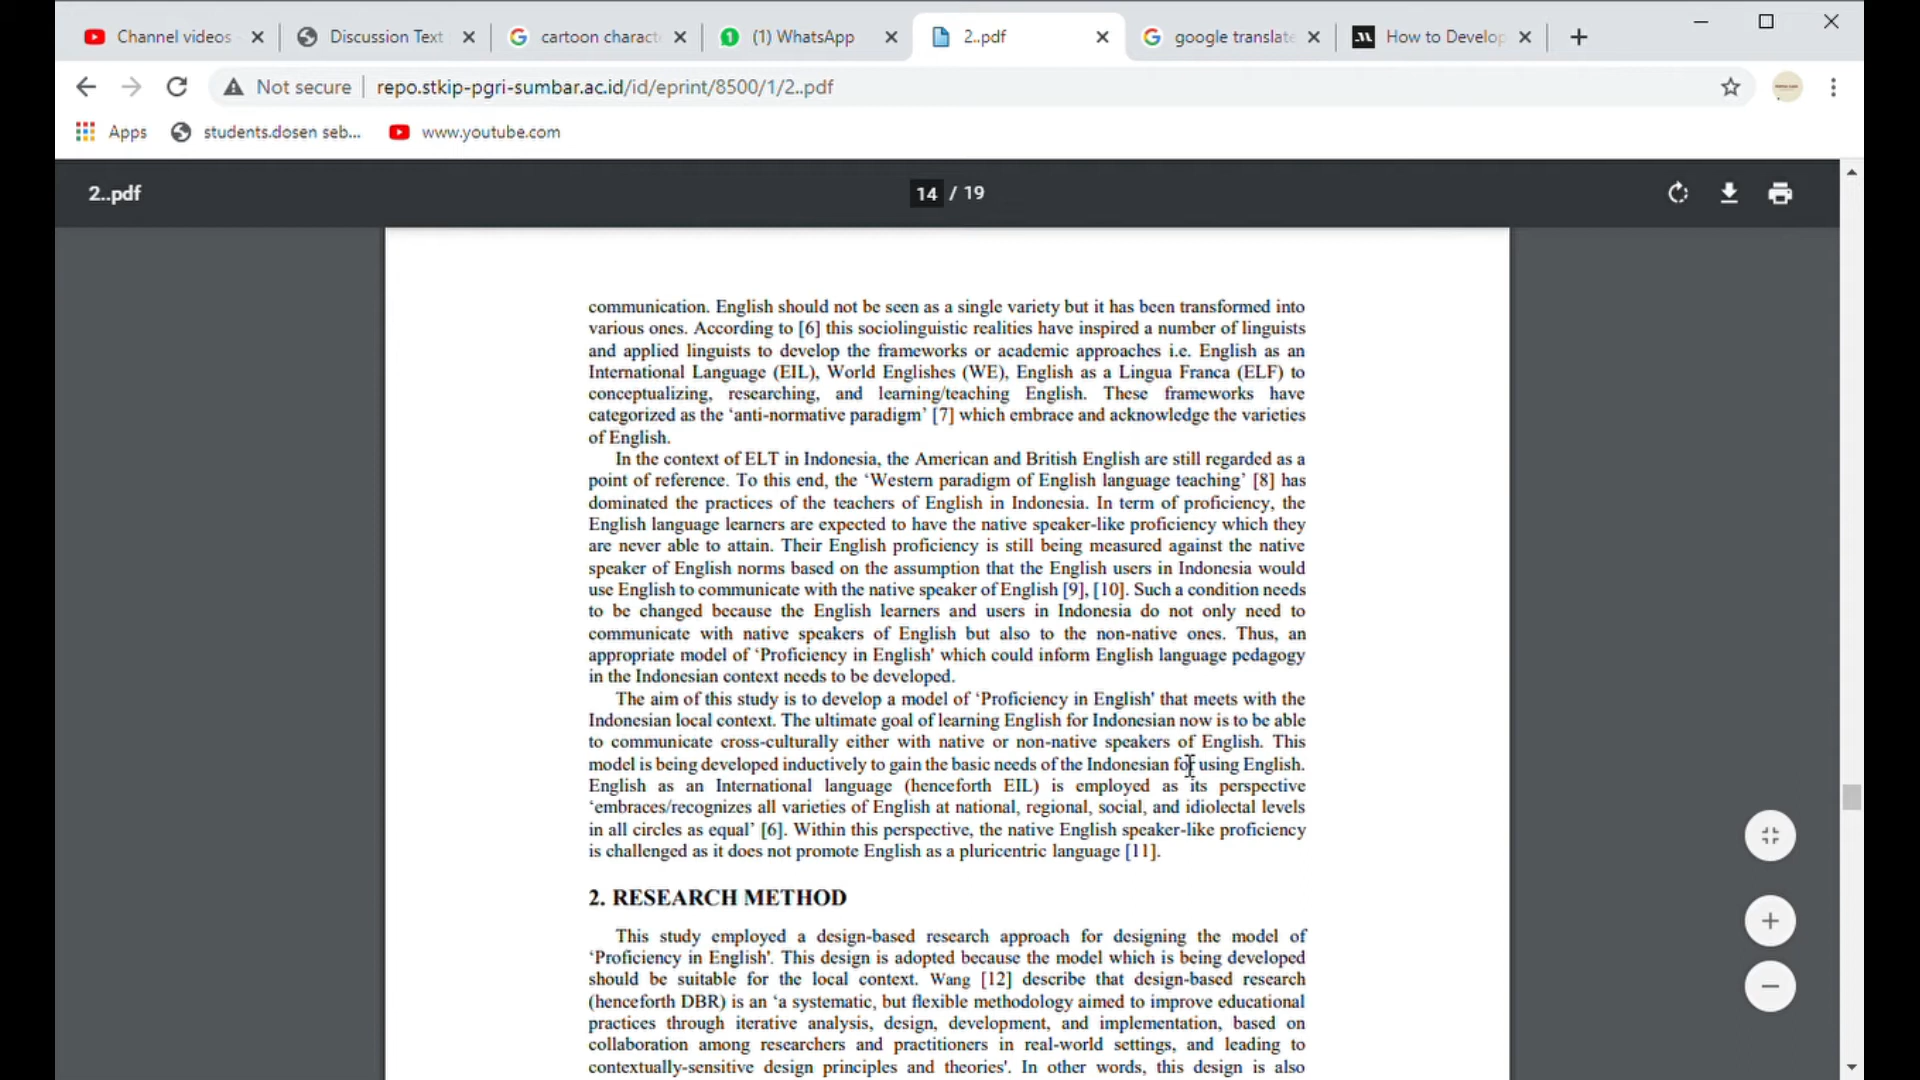 Channel videos
Discussion Text
cartoon charact
(1) WhatsApp
2..pdf
google translate
How to Develop
Not secure
repo.stkip-pgri-sumbar.ac.id/id/eprint/8500/1/2..pdf
Apps
students.dosen seb...
www.youtube.com
2..pdf
14 / 19
communication. English should not be seen as a single variety but it has been transformed into
various ones. According to [6] this sociolinguistic realities have inspired a number of linguists
and applied linguists to develop the frameworks or academic approaches i.e. English as an
International Language (EIL), World Englishes (WE), English as a Lingua Franca (ELF) to
conceptualizing, researching, and learning/teaching English. These frameworks have
categorized as the ‘anti-normative paradigm’ [7] which embrace and acknowledge the varieties
of English.
In the context of ELT in Indonesia, the American and British English are still regarded as a
point of reference. To this end, the ‘Western paradigm of English language teaching’ [8] has
dominated the practices of the teachers of English in Indonesia. In term of proficiency, the
English language learners are expected to have the native speaker-like proficiency which they
are never able to attain. Their English proficiency is still being measured against the native
speaker of English norms based on the assumption that the English users in Indonesia would
use English to communicate with the native speaker of English [9], [10]. Such a condition needs
to be changed because the English learners and users in Indonesia do not only need to
communicate with native speakers of English but also to the non-native ones. Thus, an
appropriate model of ‘Proficiency in English’ which could inform English language pedagogy
in the Indonesian context needs to be developed.
The aim of this study is to develop a model of ‘Proficiency in English’ that meets with the
Indonesian local context. The ultimate goal of learning English for Indonesian now is to be able
to communicate cross-culturally either with native or non-native speakers of English. This
model is being developed inductively to gain the basic needs of the Indonesian for using English.
English as an International language (henceforth EIL) is employed as its perspective
‘embraces/recognizes all varieties of English at national, regional, social, and idiolectal levels
in all circles as equal’ [6]. Within this perspective, the native English speaker-like proficiency
is challenged as it does not promote English as a pluricentric language [11].
2. RESEARCH METHOD
This study employed a design-based research approach for designing the model of
‘Proficiency in English’. This design is adopted because the model which is being developed
should be suitable for the local context. Wang [12] describe that design-based research
(henceforth DBR) is an ‘a systematic, but flexible methodology aimed to improve educational
practices through iterative analysis, design, development, and implementation, based on
collaboration among researchers and practitioners in real-world settings, and leading to
contextually-sensitive design principles and theories’. In other words, this design is also